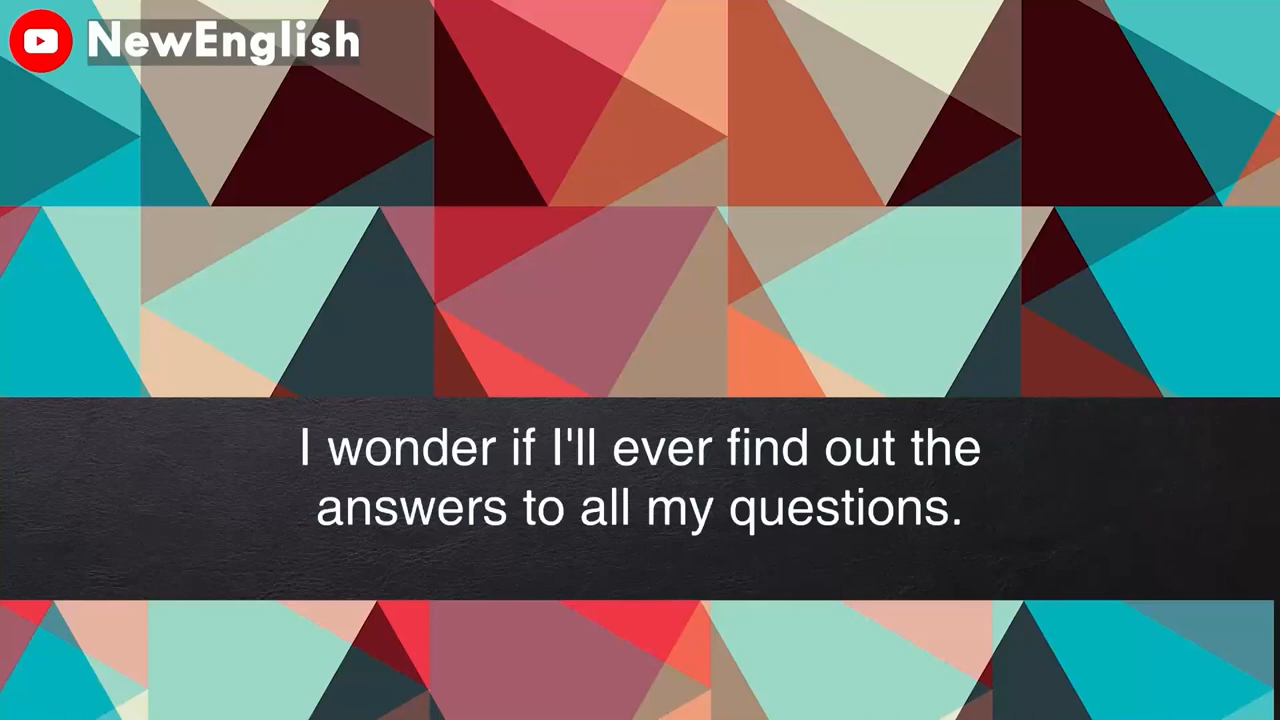 NewEnglish
I wonder if I'll ever find out the
answers to all my questions.